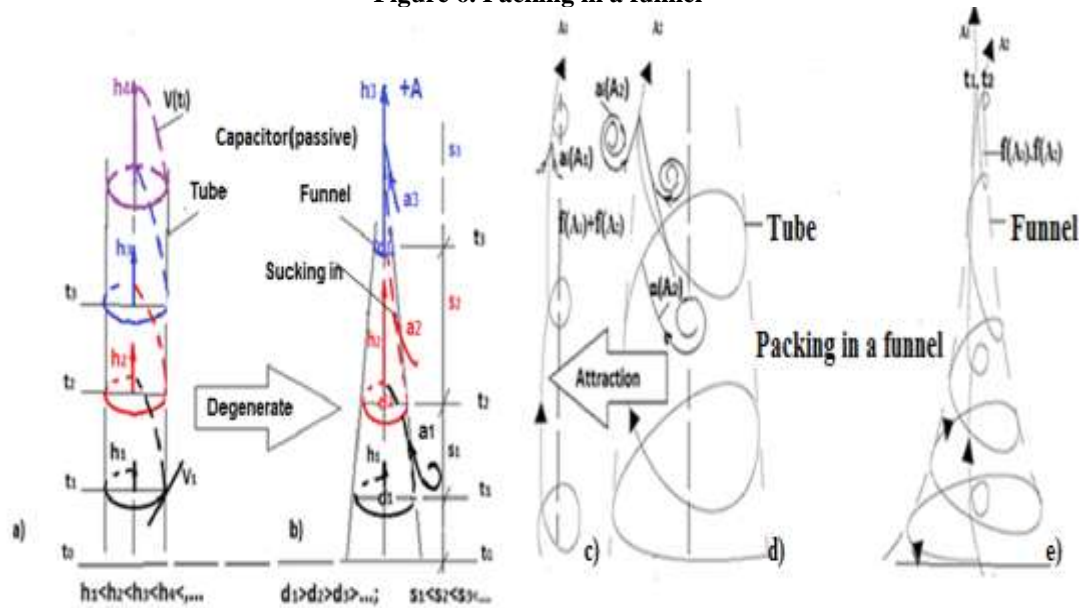 Figure 6. Packing in a funnel
h4
V(t)
Tube
h3
t3
h2
t2
h1
t1
V1
a)
t0
h1<h2<h3<h4<,...
Degenerate
h3 +A
Capacitor(passive)
Funnel
Sucking in
s3
a3
t3
s2
h2
a2
t2
a1
s1
h1
d1
t1
b)
t0
d1>d2>d3>...; s1<s2<s3<...
A1
A2
a(A2)
a(A1)
f(A1)+f(A2)
Tube
a(A2)
Attraction
c)
d)
Packing in a funnel
A1
A2
t1, t2
f(A1).f(A2)
Funnel
e)